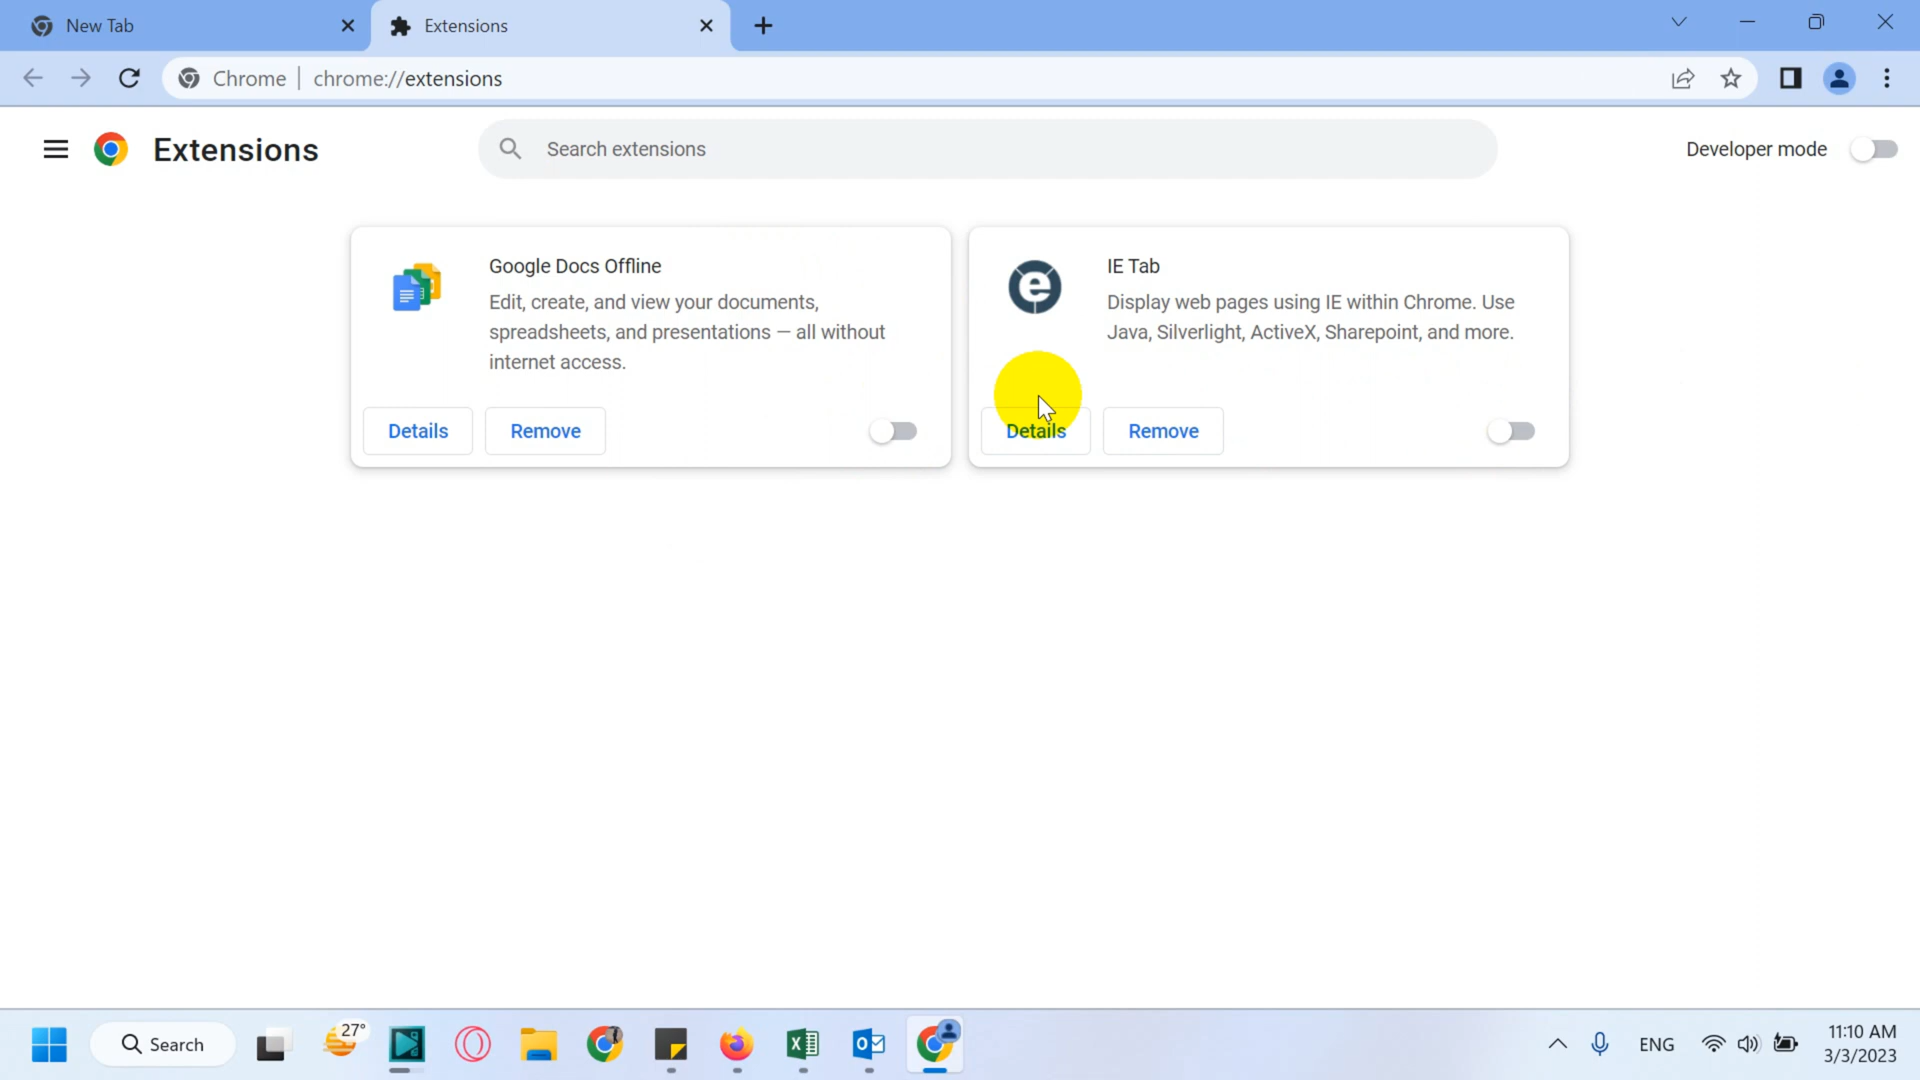 New Tab
Extensions
Chrome
chrome://extensions
Extensions
Search extensions
Developer mode
Google Docs Offline
Edit, create, and view your documents,
spreadsheets, and presentations — all without
internet access.
Details
Remove
IE Tab
Display web pages using IE within Chrome. Use
Java, Silverlight, ActiveX, Sharepoint, and more.
Details
Remove
Search
27°
ENG
11:10 AM
3/3/2023